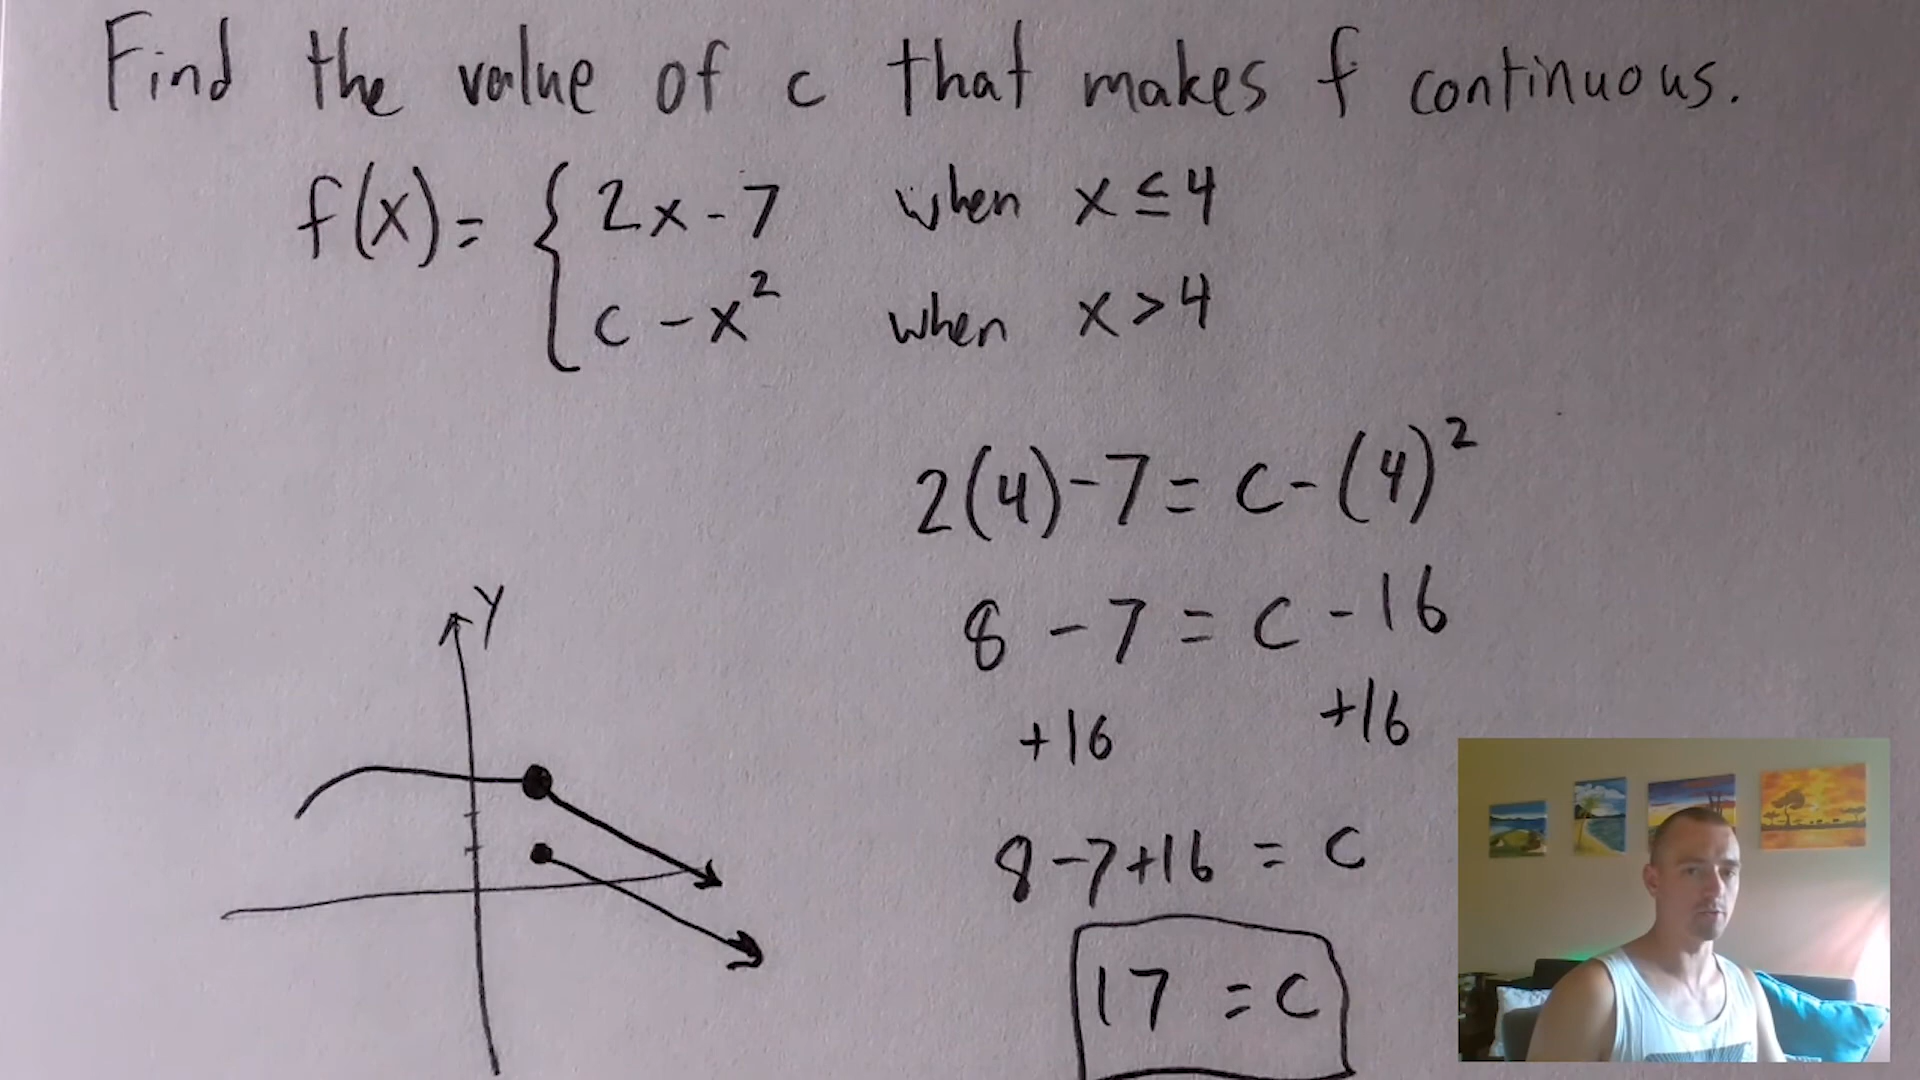 Find the value of c that makes f continuous.
f(x) = { 2x - 7 when x ≤ 4
c - x² when x > 4
2(4) - 7 = c - (4)²
8 - 7 = c - 16
+16 +16
8 - 7 + 16 = c
17 = c
y